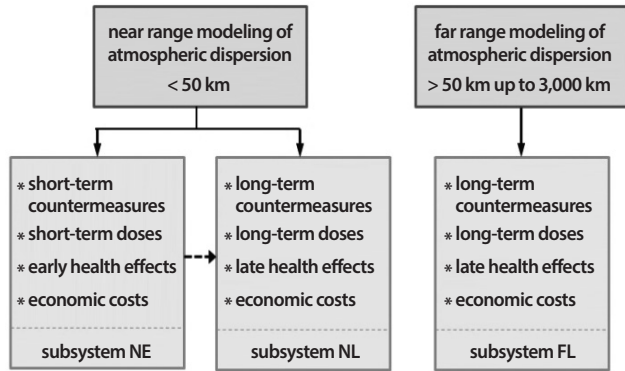 near range modeling of
atmospheric dispersion
< 50 km
far range modeling of
atmospheric dispersion
> 50 km up to 3,000 km
* short-term
countermeasures
* short-term doses
* early health effects
* economic costs
subsystem NE
* long-term
countermeasures
* long-term doses
* late health effects
* economic costs
subsystem NL
* long-term
countermeasures
* long-term doses
* late health effects
* economic costs
subsystem FL